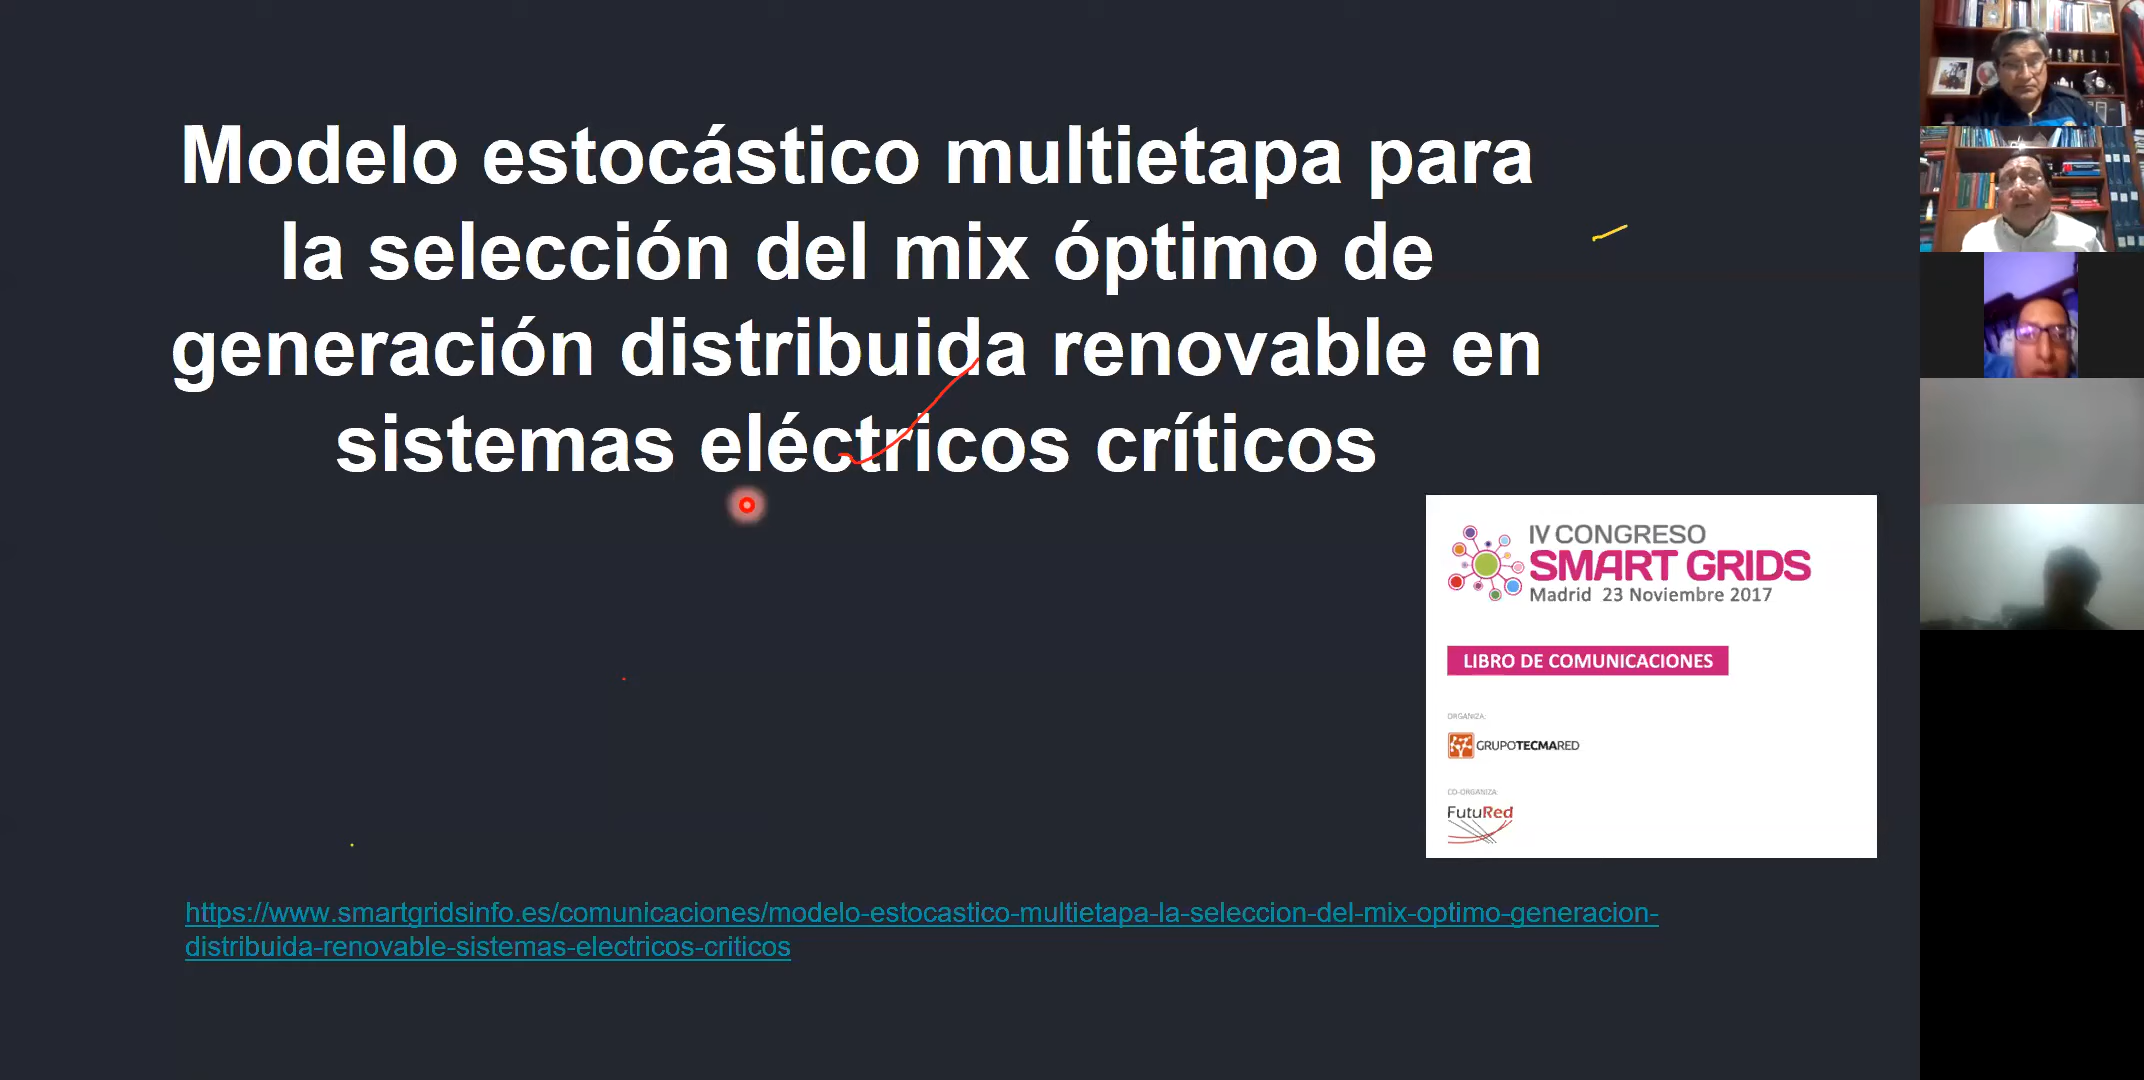 Modelo estocástico multietapa para
la selección del mix óptimo de
generación distribuida renovable en
sistemas eléctricos críticos
IV CONGRESO
SMART GRIDS
Madrid 23 Noviembre 2017
LIBRO DE COMUNICACIONES
ORGANIZA:
GRUPOTECMARED
CO-ORGANIZA:
FutuRed
https://www.smartgridsinfo.es/comunicaciones/modelo-estocastico-multietapa-la-seleccion-del-mix-optimo-generacion-
distribuida-renovable-sistemas-electricos-criticos